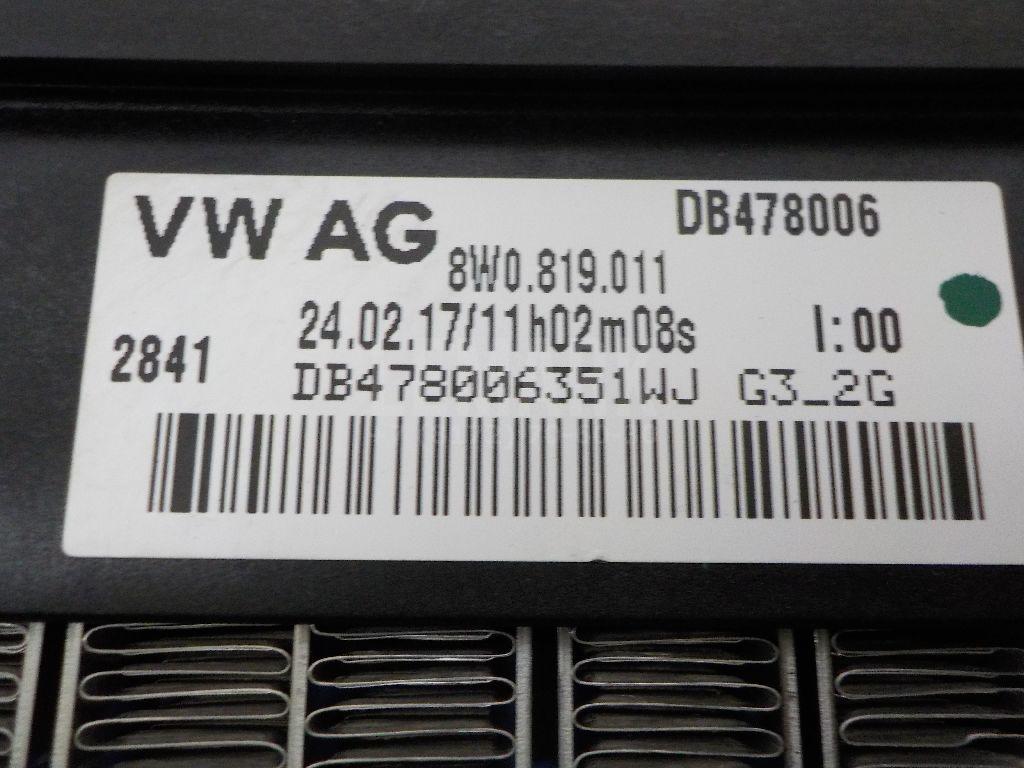 VW AG
DB478006
8W0.819.011
24.02.17/11h02m08s
I:00
2841
DB478006351WJ G3_2G